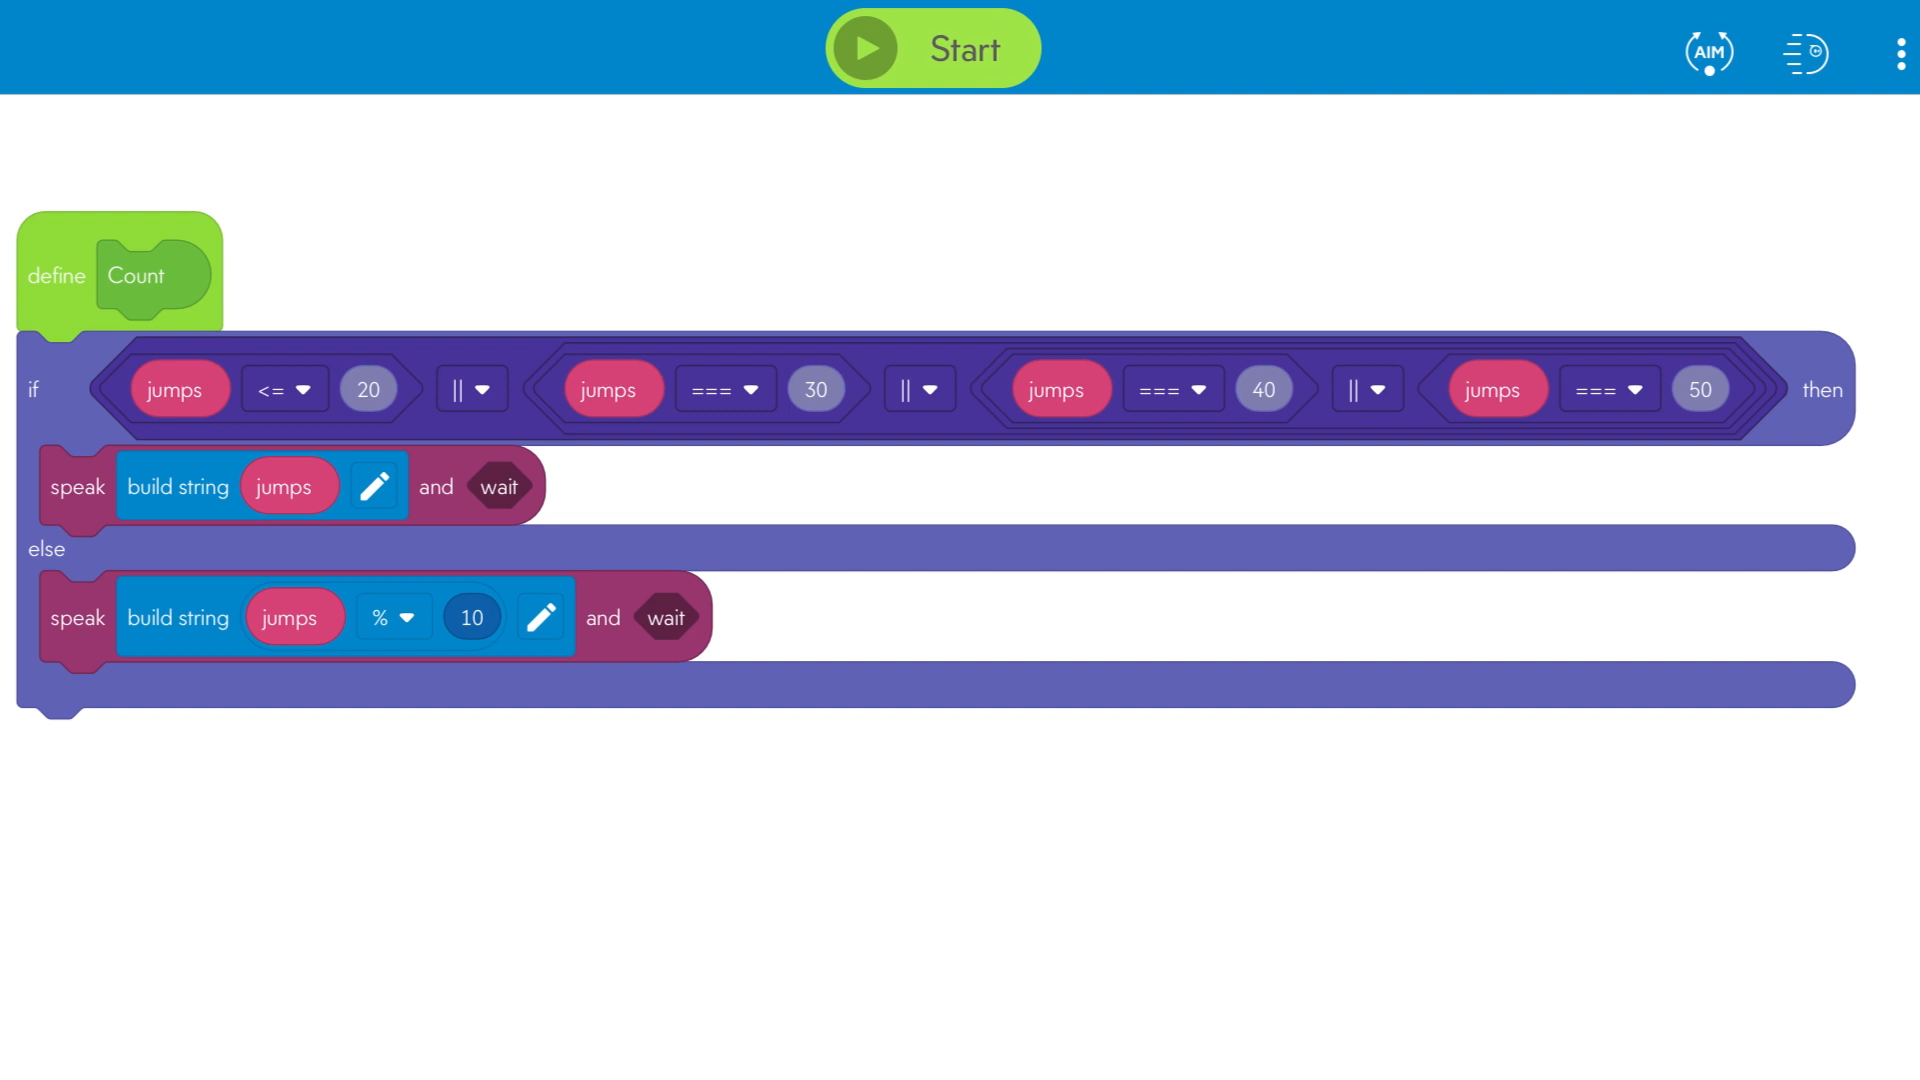 Start
AIM
define Count
if jumps <= 20 || jumps === 30 || jumps === 40 || jumps === 50 then
speak build string jumps and wait
else
speak build string jumps % 10 and wait